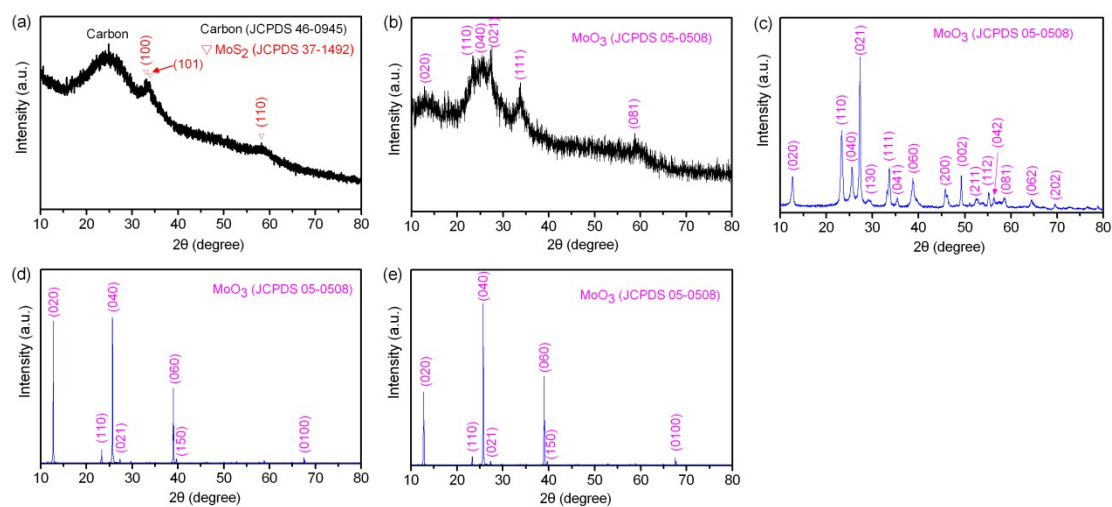 (a)
Carbon (JCPDS 46-0945)
▽ MoS2 (JCPDS 37-1492)
Carbon
(100)
(101)
(110)
Intensity (a.u.)
10 20 30 40 50 60 70 80
2θ (degree)
(b)
MoO3 (JCPDS 05-0508)
(020)
(110)
(040)
(021)
(111)
(081)
Intensity (a.u.)
10 20 30 40 50 60 70 80
2θ (degree)
(c)
MoO3 (JCPDS 05-0508)
(020)
(110)
(040)
(021)
(130)
(111)
(041)
(060)
(200)
(002)
(211)
(112)
(042)
(081)
(062)
(202)
Intensity (a.u.)
10 20 30 40 50 60 70 80
2θ (degree)
(d)
MoO3 (JCPDS 05-0508)
(020)
(110)
(040)
(021)
(060)
(150)
(0100)
Intensity (a.u.)
10 20 30 40 50 60 70 80
2θ (degree)
(e)
MoO3 (JCPDS 05-0508)
(020)
(110)
(040)
(021)
(060)
(150)
(0100)
Intensity (a.u.)
10 20 30 40 50 60 70 80
2θ (degree)